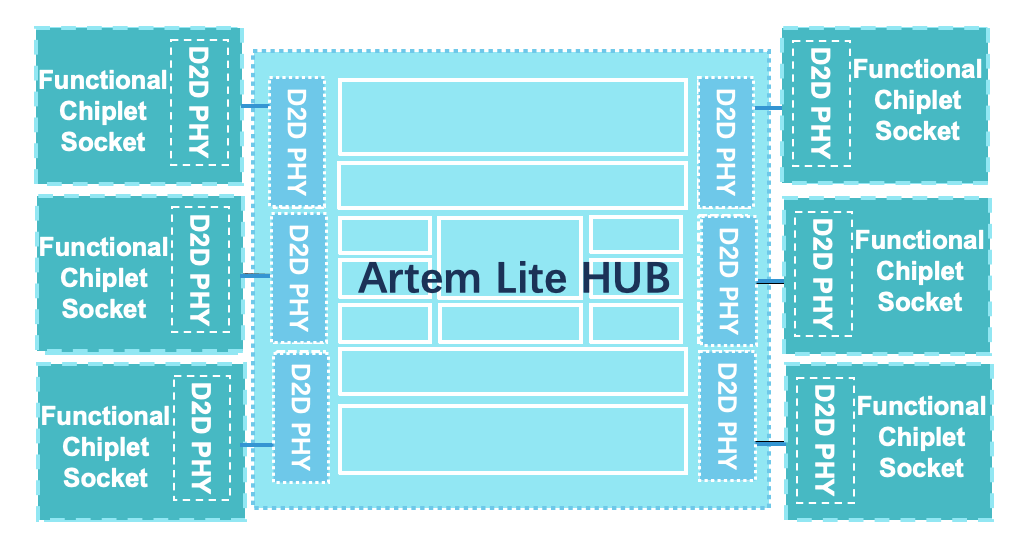 Functional
Chiplet
Socket
D2D PHY
D2D PHY
D2D PHY
D2D PHY
Functional
Chiplet
Socket
Functional
Chiplet
Socket
D2D PHY
D2D PHY
Artem Lite HUB
D2D PHY
D2D PHY
Functional
Chiplet
Socket
Functional
Chiplet
Socket
D2D PHY
D2D PHY
D2D PHY
D2D PHY
Functional
Chiplet
Socket